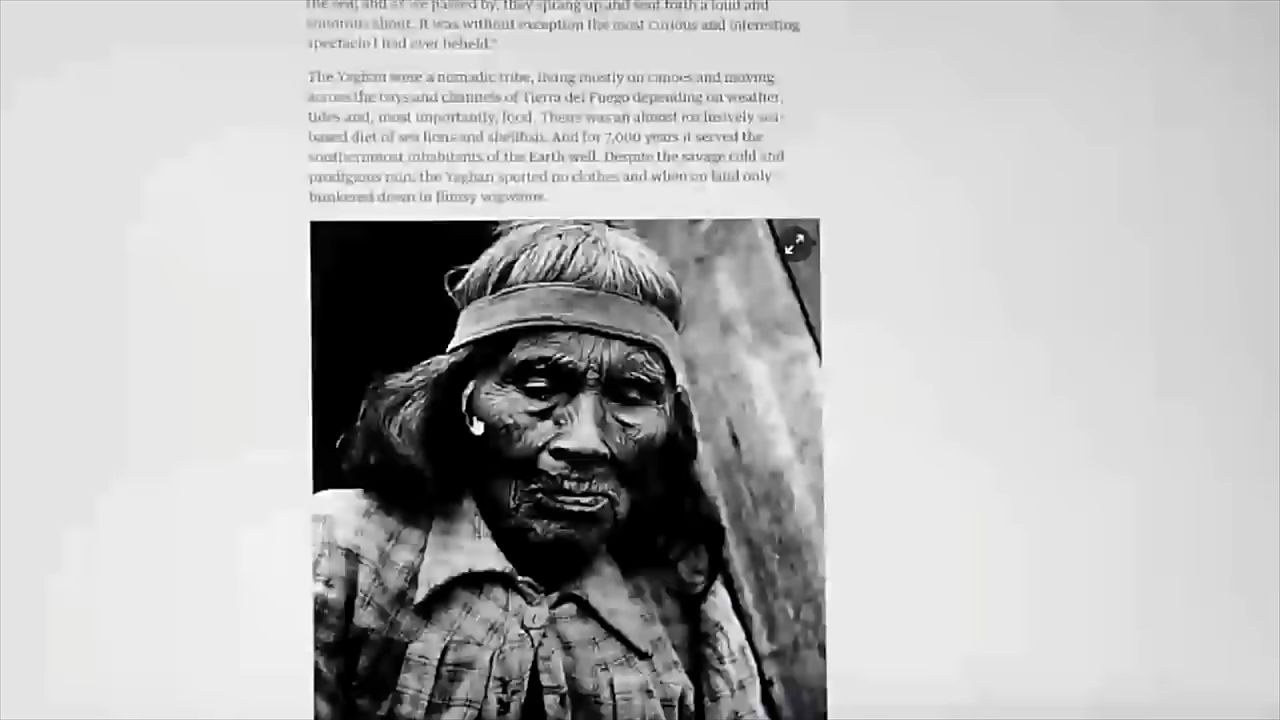 the sea, and as we passed by, they sprang up and sent forth a loud and
sonorous shout. It was without exception the most curious and interesting
spectacle I had ever beheld."
The Yaghan were a nomadic tribe, living mostly on canoes and moving
across the bays and channels of Tierra del Fuego depending on weather,
tides and, most importantly, food. Theirs was an almost exclusively sea-
based diet of sea lions and shellfish. And for 7,000 years it served the
southernmost inhabitants of the Earth well. Despite the savage cold and
prodigious rain, the Yaghan sported no clothes and when on land only
bunkered down in flimsy wigwams.